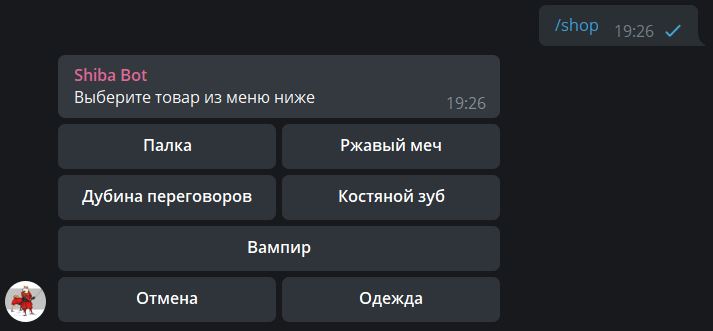 /shop 19:26
Shiba Bot
Выберите товар из меню ниже 19:26
Палка Ржавый меч
Дубина переговоров Костяной зуб
Вампир
Отмена Одежда